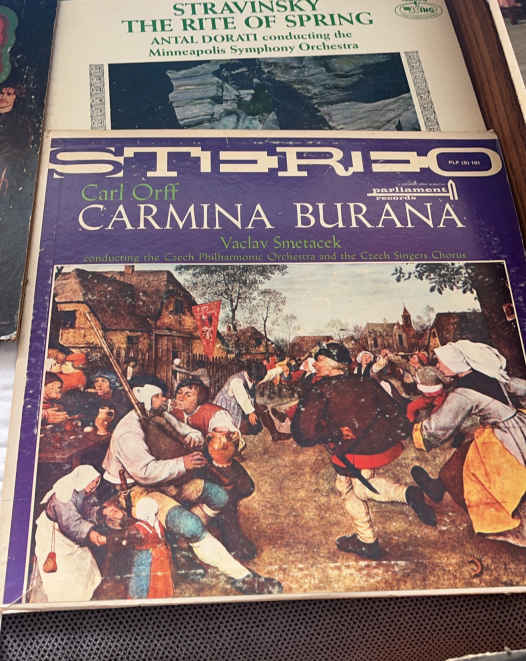 STRAVINSKY
THE RITE OF SPRING
ANTAL DORATI conducting the
Minneapolis Symphony Orchestra
STEREO
PLP (S) 161
Carl Orff
parliament
records
CARMINA BURANA
Vaclav Smetacek
conducting the Czech Philharmonic Orchestra and the Czech Singers Chorus